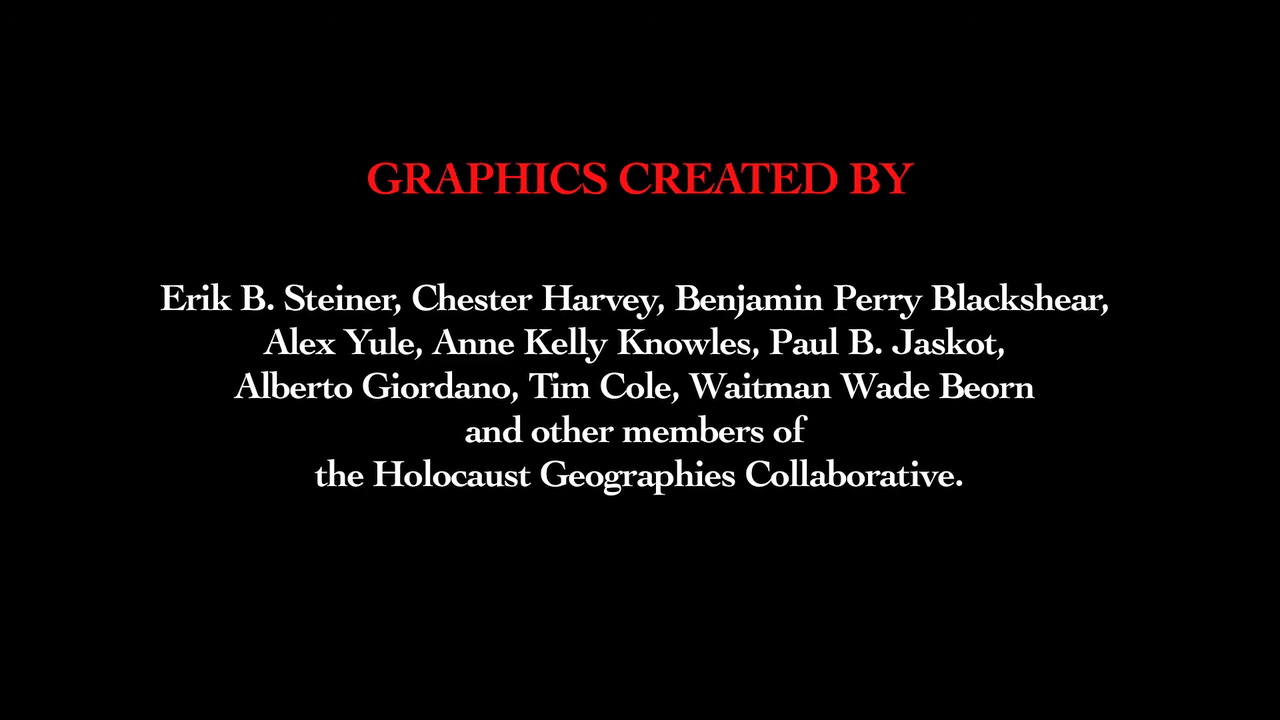 GRAPHICS CREATED BY
Erik B. Steiner, Chester Harvey, Benjamin Perry Blackshear,
Alex Yule, Anne Kelly Knowles, Paul B. Jaskot,
Alberto Giordano, Tim Cole, Waitman Wade Beorn
and other members of
the Holocaust Geographies Collaborative.